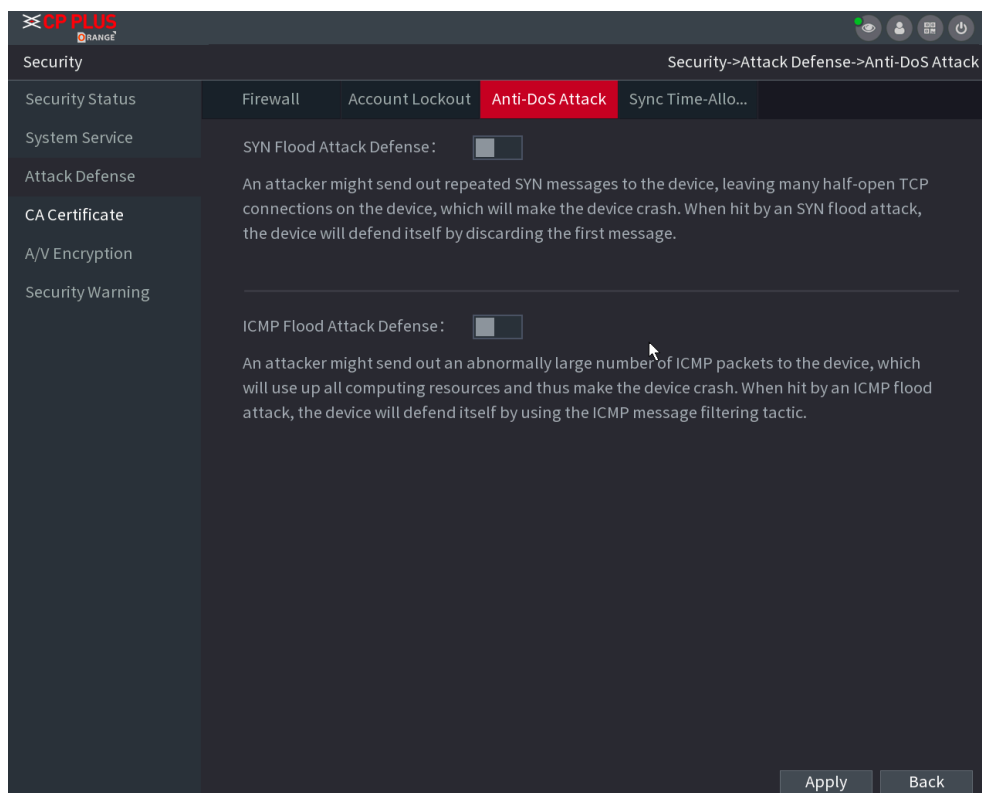 CP PLUS
ORANGE
Security
Security->Attack Defense->Anti-DoS Attack
Security Status
System Service
Attack Defense
CA Certificate
A/V Encryption
Security Warning
Firewall
Account Lockout
Anti-DoS Attack
Sync Time-Allo...
SYN Flood Attack Defense:
An attacker might send out repeated SYN messages to the device, leaving many half-open TCP
connections on the device, which will make the device crash. When hit by an SYN flood attack,
the device will defend itself by discarding the first message.
ICMP Flood Attack Defense:
An attacker might send out an abnormally large number of ICMP packets to the device, which
will use up all computing resources and thus make the device crash. When hit by an ICMP flood
attack, the device will defend itself by using the ICMP message filtering tactic.
Apply
Back